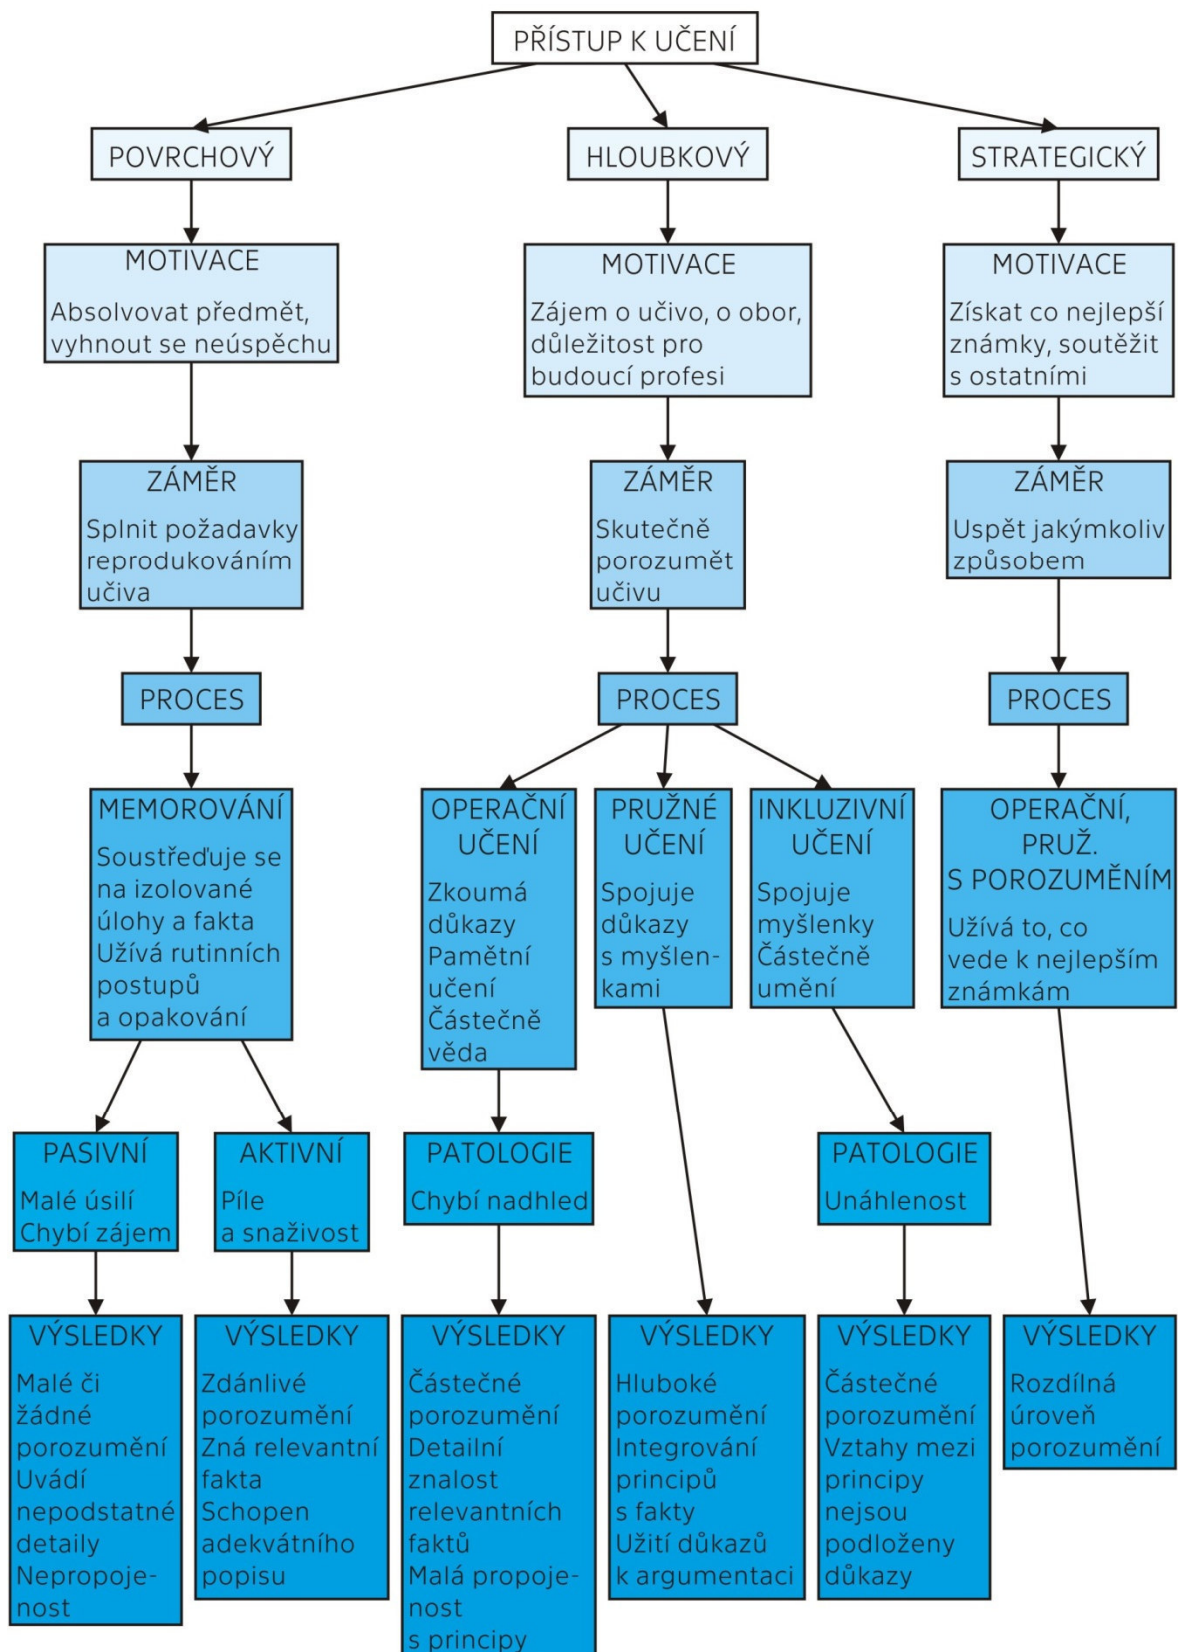 PŘÍSTUP K UČENÍ
POVRCHOVÝ
HLOUBKOVÝ
STRATEGICKÝ
MOTIVACE
Absolvovat předmět,
vyhnout se neúspěchu
MOTIVACE
Zájem o učivo, o obor,
důležitost pro
budoucí profesi
MOTIVACE
Získat co nejlepší
známky, soutěžit
s ostatními
ZÁMĚR
Splnit požadavky
reprodukováním
učiva
ZÁMĚR
Skutečně
porozumět
učivu
ZÁMĚR
Uspět jakýmkoliv
způsobem
PROCES
PROCES
PROCES
MEMOROVÁNÍ
Soustřeďuje se
na izolované
úlohy a fakta
Užívá rutinních
postupů
a opakování
OPERAČNÍ
UČENÍ
Zkoumá
důkazy
Pamětní
učení
Částečně
věda
PRUŽNÉ
UČENÍ
Spojuje
důkazy
s myšlen-
kami
INKLUZIVNÍ
UČENÍ
Spojuje
myšlenky
Částečně
umění
OPERAČNÍ,
PRUŽ.
S POROZUMĚNÍM
Užívá to, co
vede k nejlepším
známkám
PASIVNÍ
Malé úsilí
Chybí zájem
AKTIVNÍ
Píle
a snaživost
PATOLOGIE
Chybí nadhled
PATOLOGIE
Unáhlenost
VÝSLEDKY
Malé či
žádné
porozumění
Uvádí
nepodstatné
detaily
Nepropoje-
nost
VÝSLEDKY
Zdánlivé
porozumění
Zná relevantní
fakta
Schopen
adekvátního
popisu
VÝSLEDKY
Částečné
porozumění
Detailní
znalost
relevantních
faktů
Malá propoje-
nost
s principy
VÝSLEDKY
Hluboké
porozumění
Integrování
principů
s fakty
Užití důkazů
k argumentaci
VÝSLEDKY
Částečné
porozumění
Vztahy mezi
principy
nejsou
podloženy
důkazy
VÝSLEDKY
Rozdílná
úroveň
porozumění